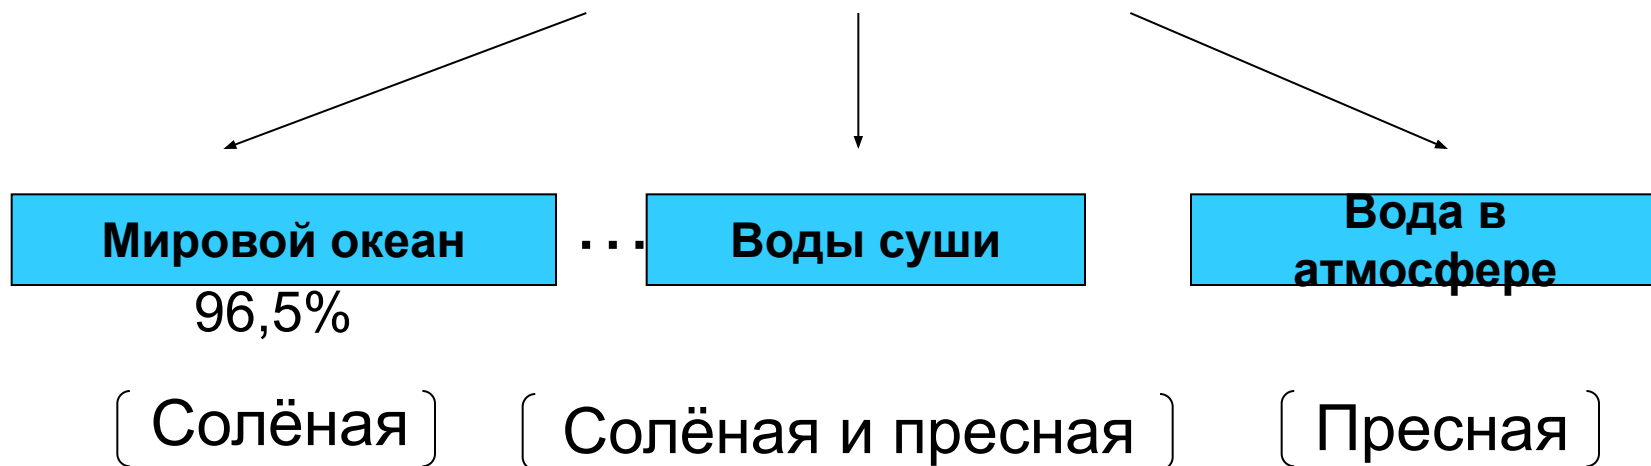 Мировой океан
...
Воды суши
Вода в
атмосфере
96,5%
Солёная
Солёная и пресная
Пресная